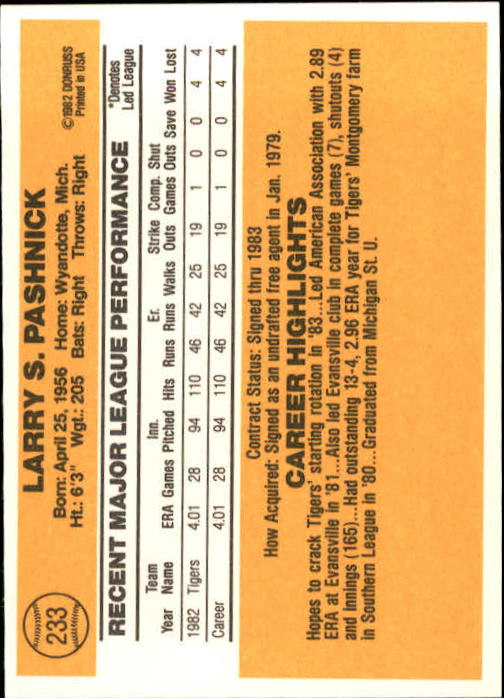 233
LARRY S. PASHNICK
Born: April 25, 1956 Home: Wyandotte, Mich.
Ht.: 6'3" Wgt.: 205 Bats: Right Throws: Right
©1982 DONRUSS
Printed in USA
RECENT MAJOR LEAGUE PERFORMANCE
*Denotes
Led League
Team Inn. Er. Strike Comp. Shut
Year Name ERA Games Pitched Hits Runs Runs Walks Outs Games Outs Save Won Lost
1982 Tigers 4.01 28 94 110 46 42 25 19 1 0 0 4 4
Career 4.01 28 94 110 46 42 25 19 1 0 0 4 4
Contract Status: Signed thru 1983
How Acquired: Signed as an undrafted free agent in Jan. 1979.
CAREER HIGHLIGHTS
Hopes to crack Tigers' starting rotation in '83...Led American Association with 2.89
ERA at Evansville in '81...Also led Evansville club in complete games (7), shutouts (4)
and innings (165)...Had outstanding 13-4, 2.96 ERA year for Tigers' Montgomery farm
in Southern League in '80...Graduated from Michigan St. U.